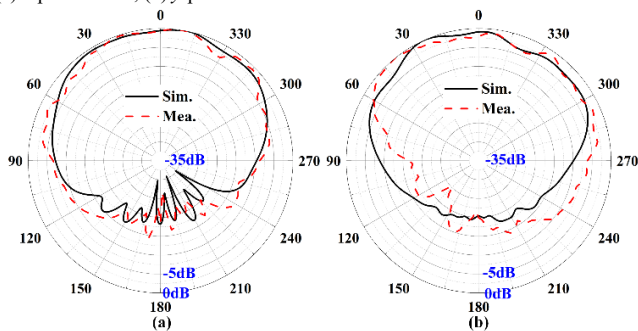 0 0
30 330 30 330
60 300 60 300
Sim. Sim.
Mea. Mea.
90 -35dB 270 90 -35dB 270
120 240 120 240
-5dB -5dB
150 0dB 210 150 0dB 210
180 180
(a) (b)